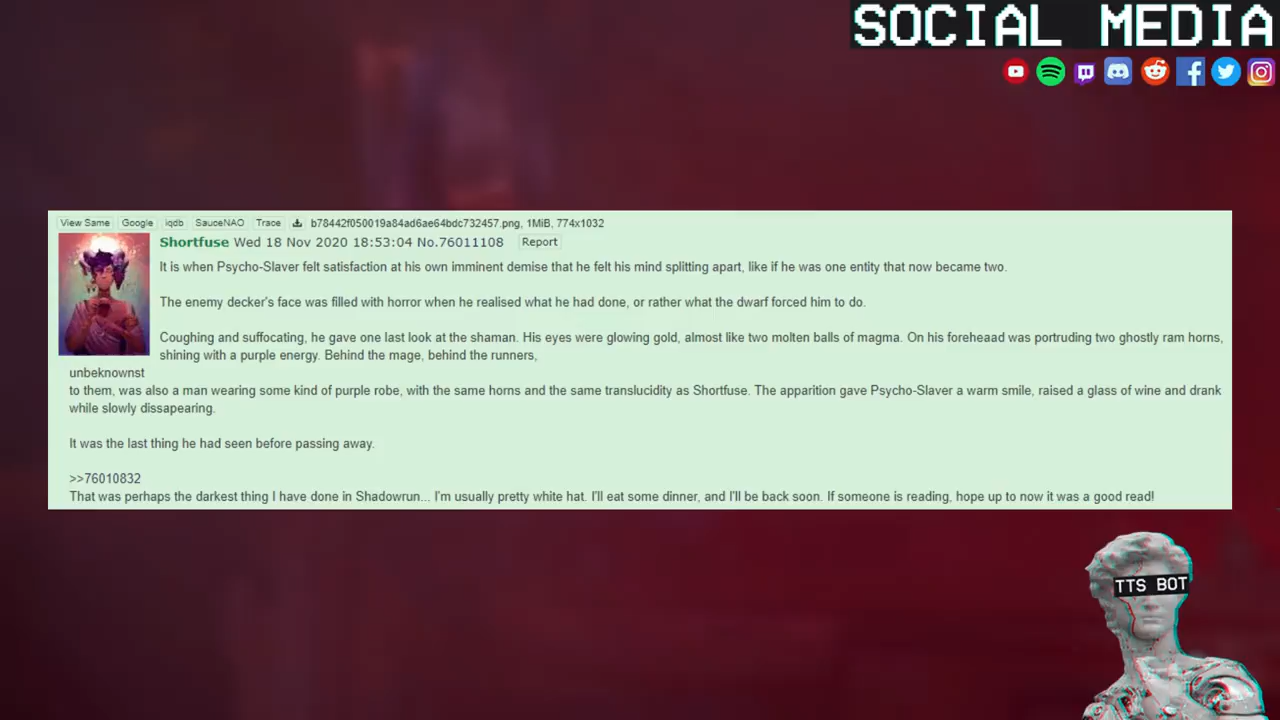 SOCIAL MEDIA
View Same Google iqdb SauceNAO Trace b78442f050019a84ad6ae64bdc732457.png, 1MiB, 774x1032
Shortfuse Wed 18 Nov 2020 18:53:04 No.76011108 Report
It is when Psycho-Slaver felt satisfaction at his own imminent demise that he felt his mind splitting apart, like if he was one entity that now became two.
The enemy decker's face was filled with horror when he realised what he had done, or rather what the dwarf forced him to do.
Coughing and suffocating, he gave one last look at the shaman. His eyes were glowing gold, almost like two molten balls of magma. On his foreheaad was portruding two ghostly ram horns,
shining with a purple energy. Behind the mage, behind the runners,
unbeknownst
to them, was also a man wearing some kind of purple robe, with the same horns and the same translucidity as Shortfuse. The apparition gave Psycho-Slaver a warm smile, raised a glass of wine and drank
while slowly dissapearing.
It was the last thing he had seen before passing away.
>>76010832
That was perhaps the darkest thing I have done in Shadowrun... I'm usually pretty white hat. I'll eat some dinner, and I'll be back soon. If someone is reading, hope up to now it was a good read!
TTS BOT